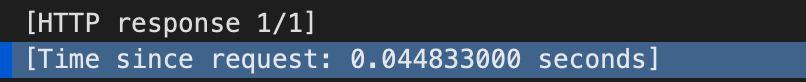 [HTTP response 1/1]
[Time since request: 0.044833000 seconds]